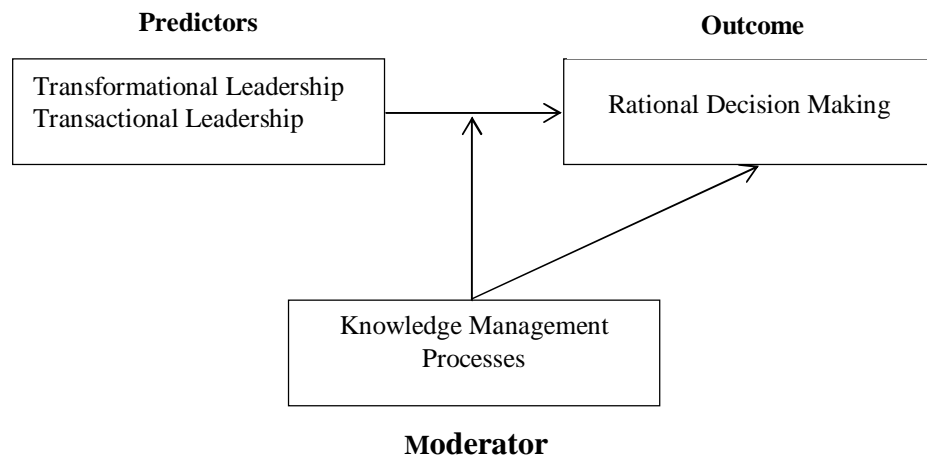 Predictors
Outcome
Transformational Leadership
Transactional Leadership
Rational Decision Making
Knowledge Management
Processes
Moderator